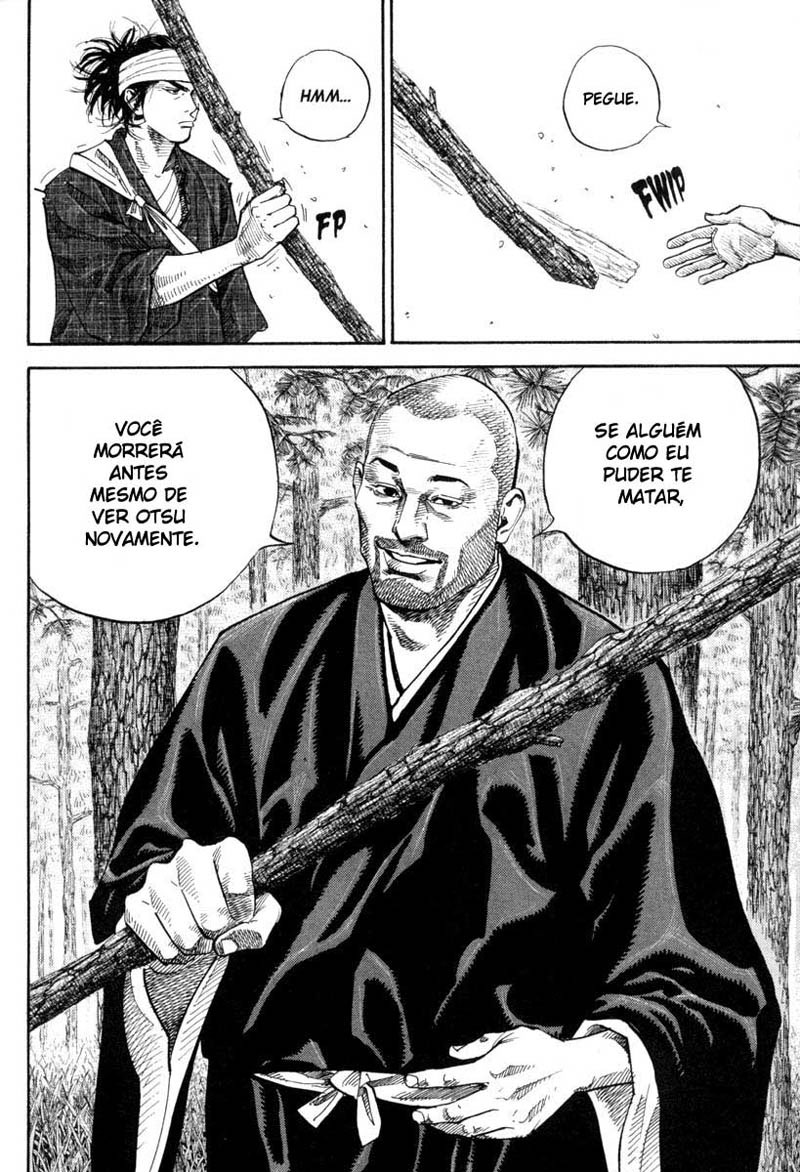 PEGUE.
FWIP
HMM...
FP
SE ALGUÉM
COMO EU
PUDER TE
MATAR,
VOCÊ
MORRERÁ
ANTES
MESMO DE
VER OTSU
NOVAMENTE.